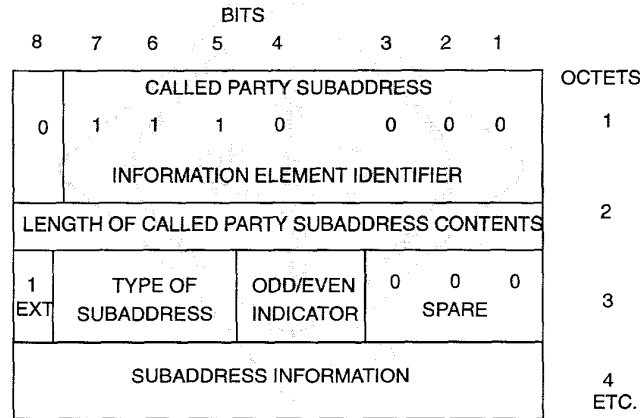 BITS
8 7 6 5 4 3 2 1
CALLED PARTY SUBADDRESS
OCTETS
0 1 1 1 0 0 0 0
1
INFORMATION ELEMENT IDENTIFIER
LENGTH OF CALLED PARTY SUBADDRESS CONTENTS
2
1 TYPE OF ODD/EVEN 0 0 0
EXT SUBADDRESS INDICATOR SPARE
3
SUBADDRESS INFORMATION
4
ETC.